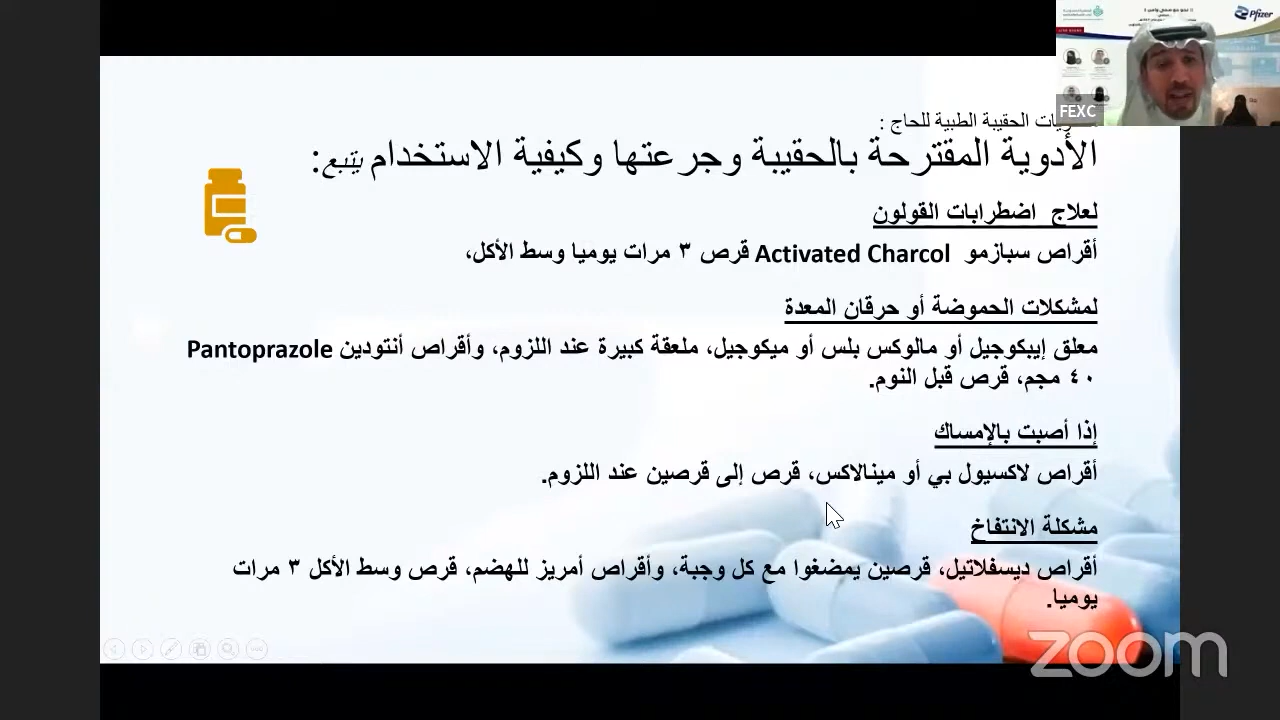 الحقيبة الطبية للحاج :
الأدوية المقترحة بالحقيبة وجرعتها وكيفية الاستخدام يتبع:
لعلاج اضطرابات القولون
أقراص سبازمو Activated Charcol قرص ٣ مرات يوميا وسط الأكل،
لمشكلات الحموضة أو حرقان المعدة
معلق إيبكوجيل أو مالوكس بلس أو ميكوجيل، ملعقة كبيرة عند اللزوم، وأقراص أنتودين Pantoprazole
٤٠ مجم، قرص قبل النوم.
إذا أصبت بالإمساك
أقراص لاكسيول بي أو مينالاكس، قرص إلى قرصين عند اللزوم.
مشكلة الانتفاخ
أقراص ديسفلاتيل، قرصين يمضغوا مع كل وجبة، وأقراص أمريز للهضم، قرص وسط الأكل ٣ مرات
يوميا.
Pfizer
FEXC
zoom